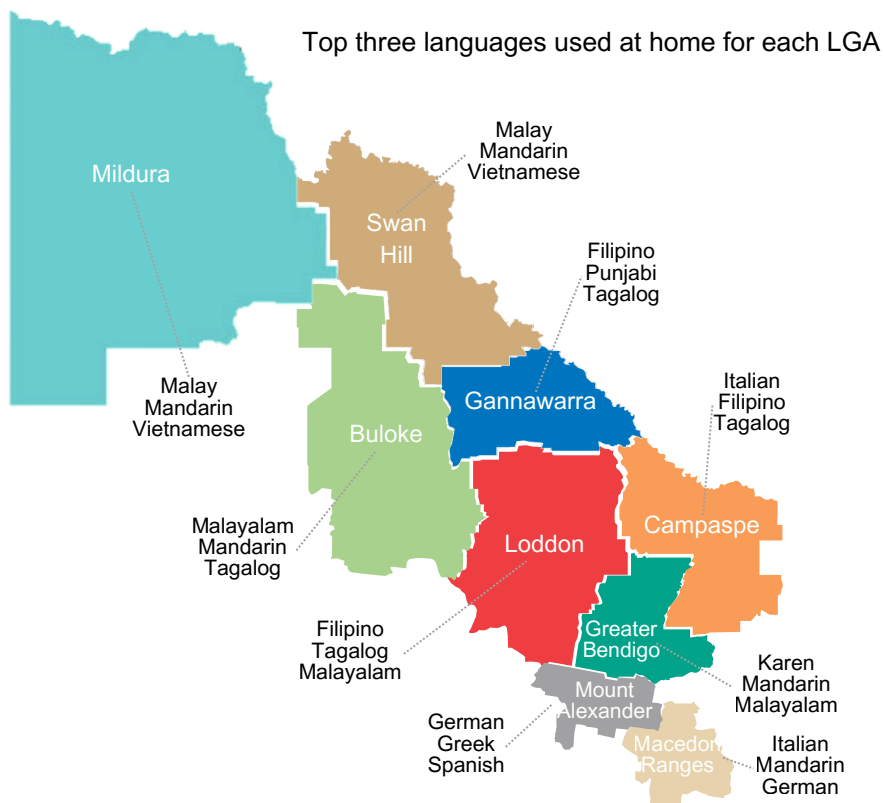 Top three languages used at home for each LGA
Malay
Mandarin
Vietnamese
Mildura
Swan
Hill
Filipino
Punjabi
Tagalog
Malay
Mandarin
Vietnamese
Gannawarra
Italian
Filipino
Tagalog
Buloke
Malayalam
Mandarin
Tagalog
Loddon
Campaspe
Filipino
Tagalog
Malayalam
Greater
Bendigo
Karen
Mandarin
Malayalam
Mount
Alexander
German
Greek
Spanish
Macedon
Ranges
Italian
Mandarin
German